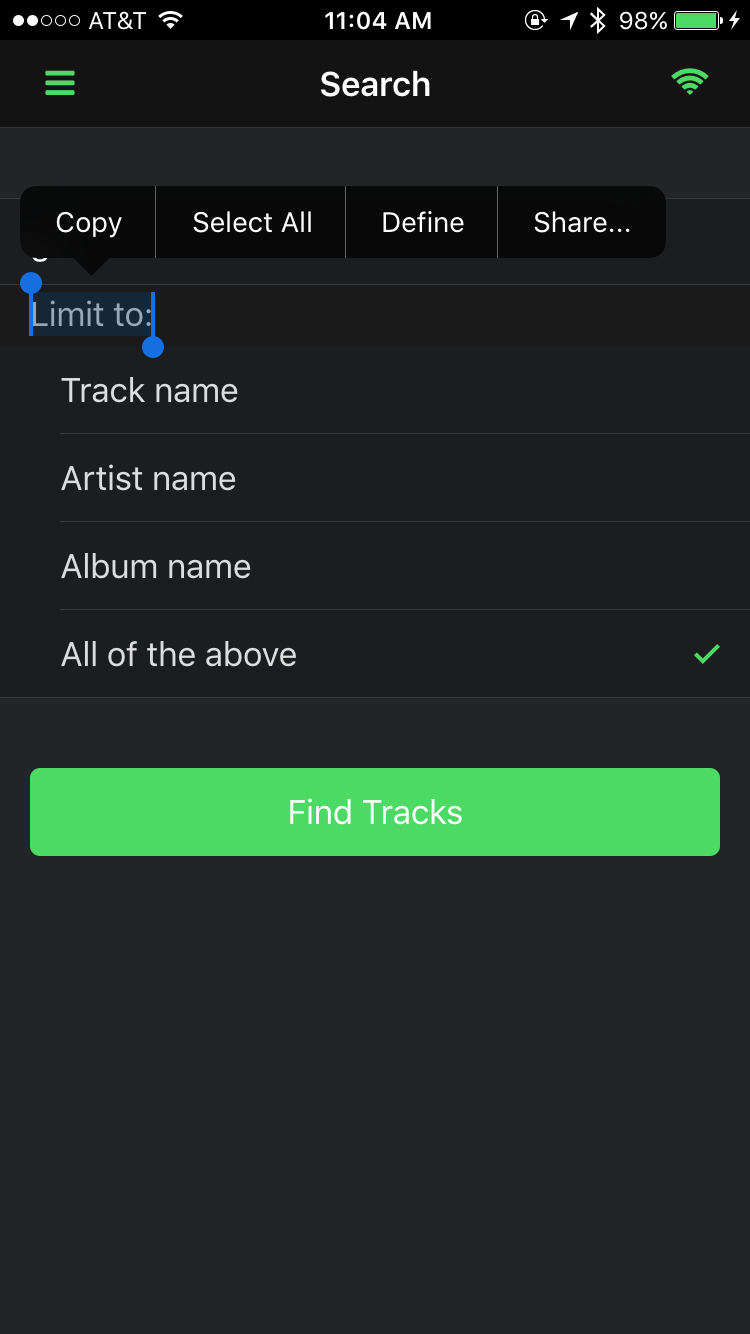 AT&T 11:04 AM 98%
Search
Copy Select All Define Share...
Limit to:
Track name
Artist name
Album name
All of the above
Find Tracks